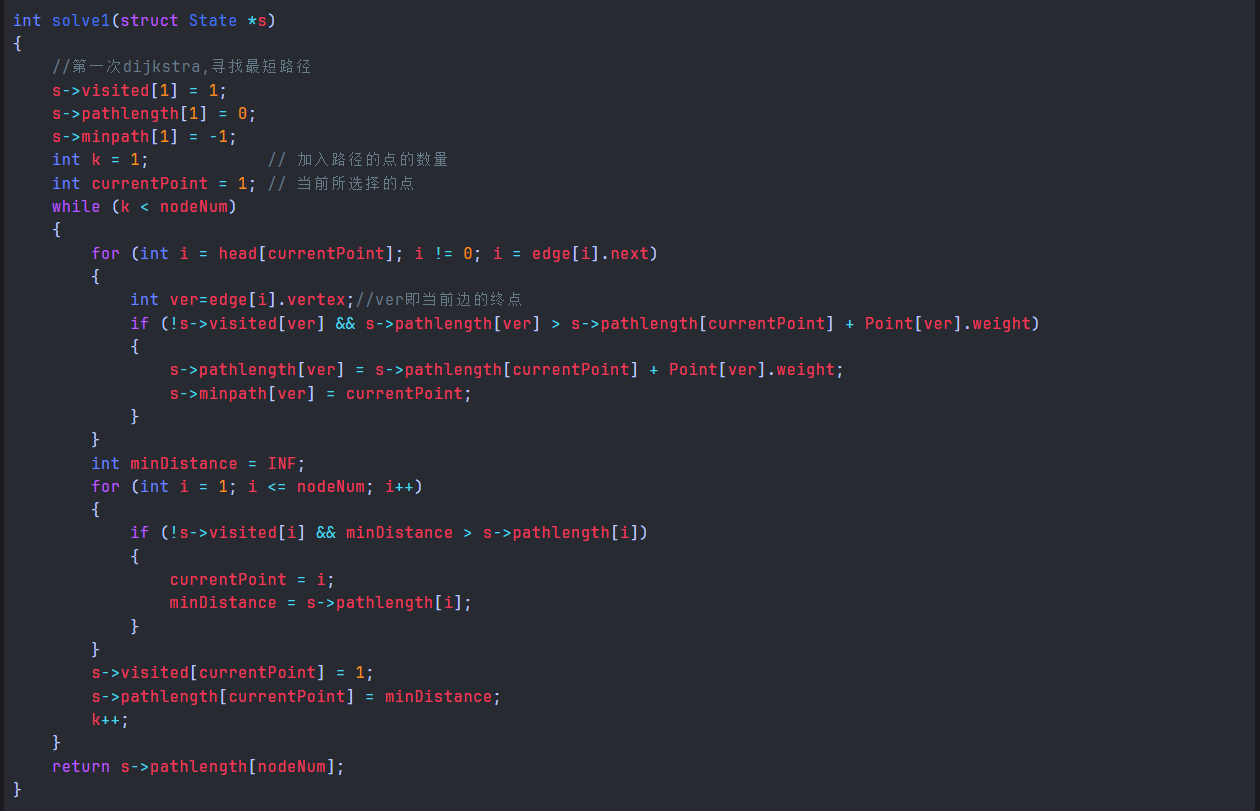 int solve1(struct State *s)
{
    //第一次dijkstra,寻找最短路径
    s->visited[1] = 1;
    s->pathlength[1] = 0;
    s->minpath[1] = -1;
    int k = 1;            // 加入路径的点的数量
    int currentPoint = 1; // 当前所选择的点
    while (k < nodeNum)
    {
        for (int i = head[currentPoint]; i != 0; i = edge[i].next)
        {
            int ver=edge[i].vertex;//ver即当前边的终点
            if (!s->visited[ver] && s->pathlength[ver] > s->pathlength[currentPoint] + Point[ver].weight)
            {
                s->pathlength[ver] = s->pathlength[currentPoint] + Point[ver].weight;
                s->minpath[ver] = currentPoint;
            }
        }
        int minDistance = INF;
        for (int i = 1; i <= nodeNum; i++)
        {
            if (!s->visited[i] && minDistance > s->pathlength[i])
            {
                currentPoint = i;
                minDistance = s->pathlength[i];
            }
        }
        s->visited[currentPoint] = 1;
        s->pathlength[currentPoint] = minDistance;
        k++;
    }
    return s->pathlength[nodeNum];
}